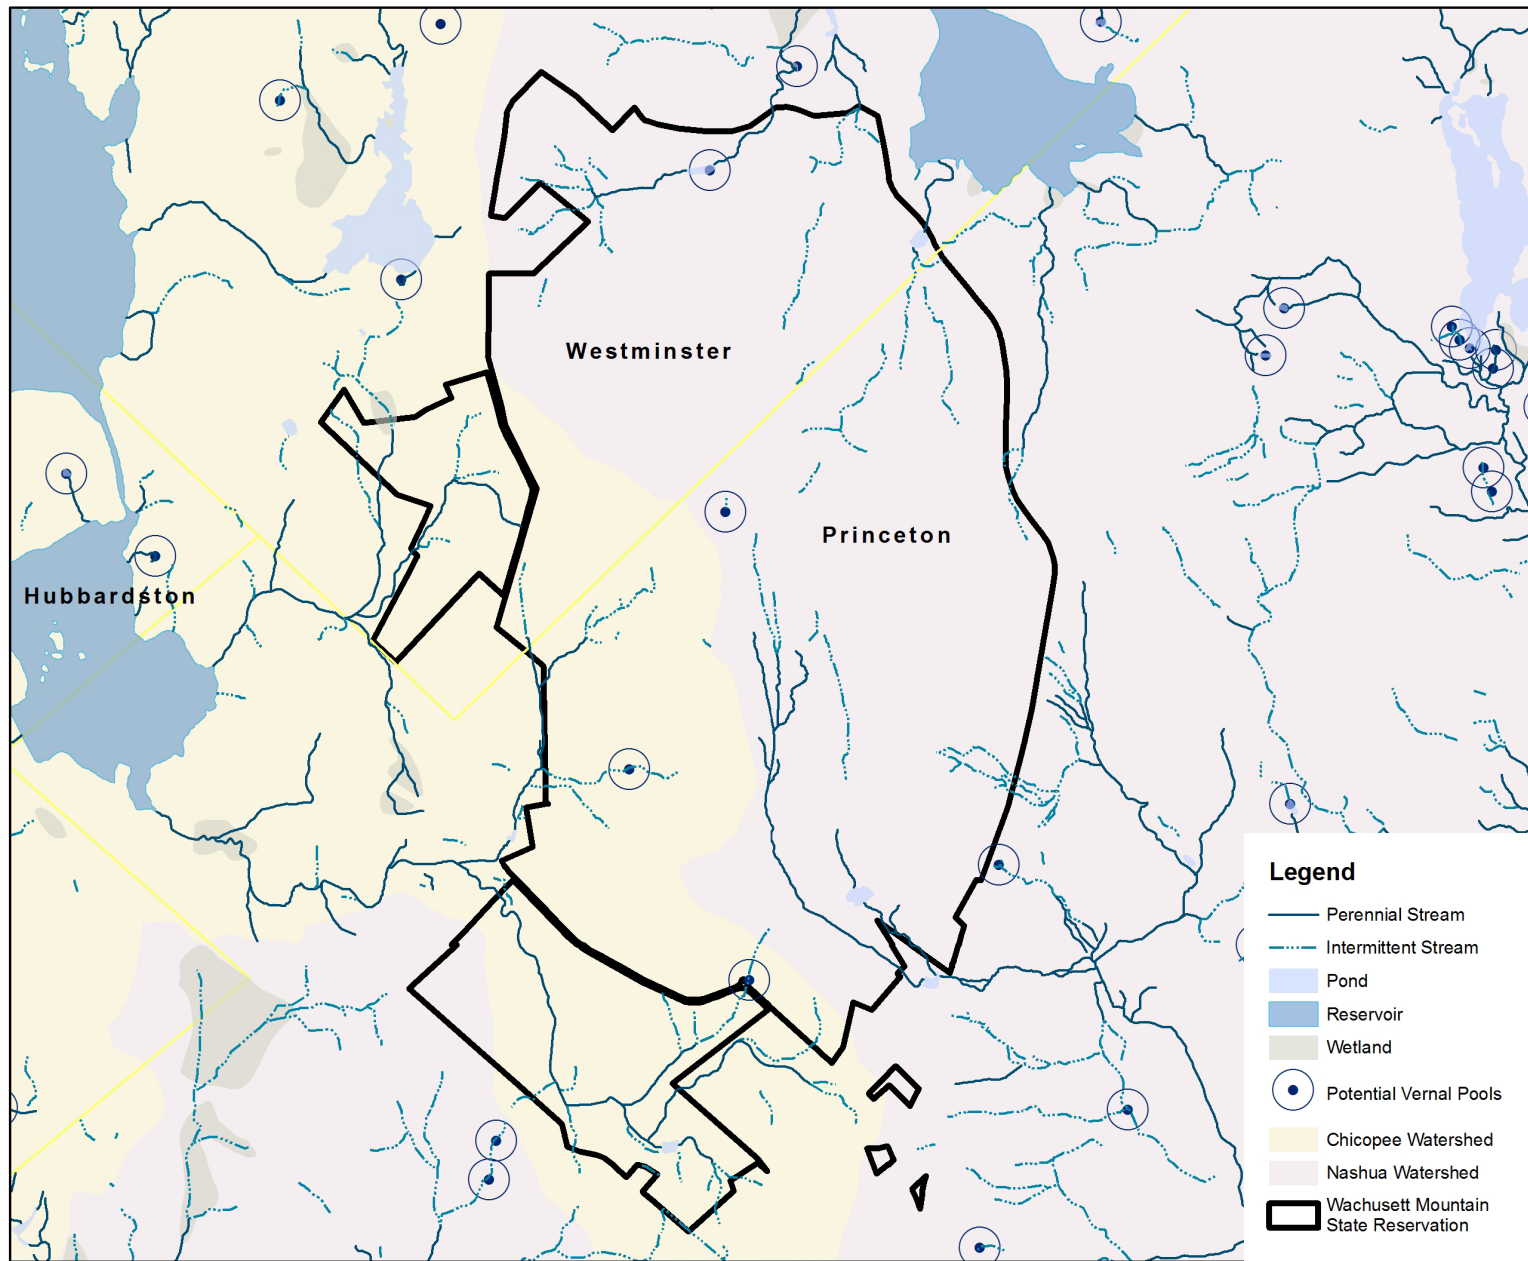 Westminster
Princeton
Hubbardston
Legend
Perennial Stream
Intermittent Stream
Pond
Reservoir
Wetland
Potential Vernal Pools
Chicopee Watershed
Nashua Watershed
Wachusett Mountain
State Reservation